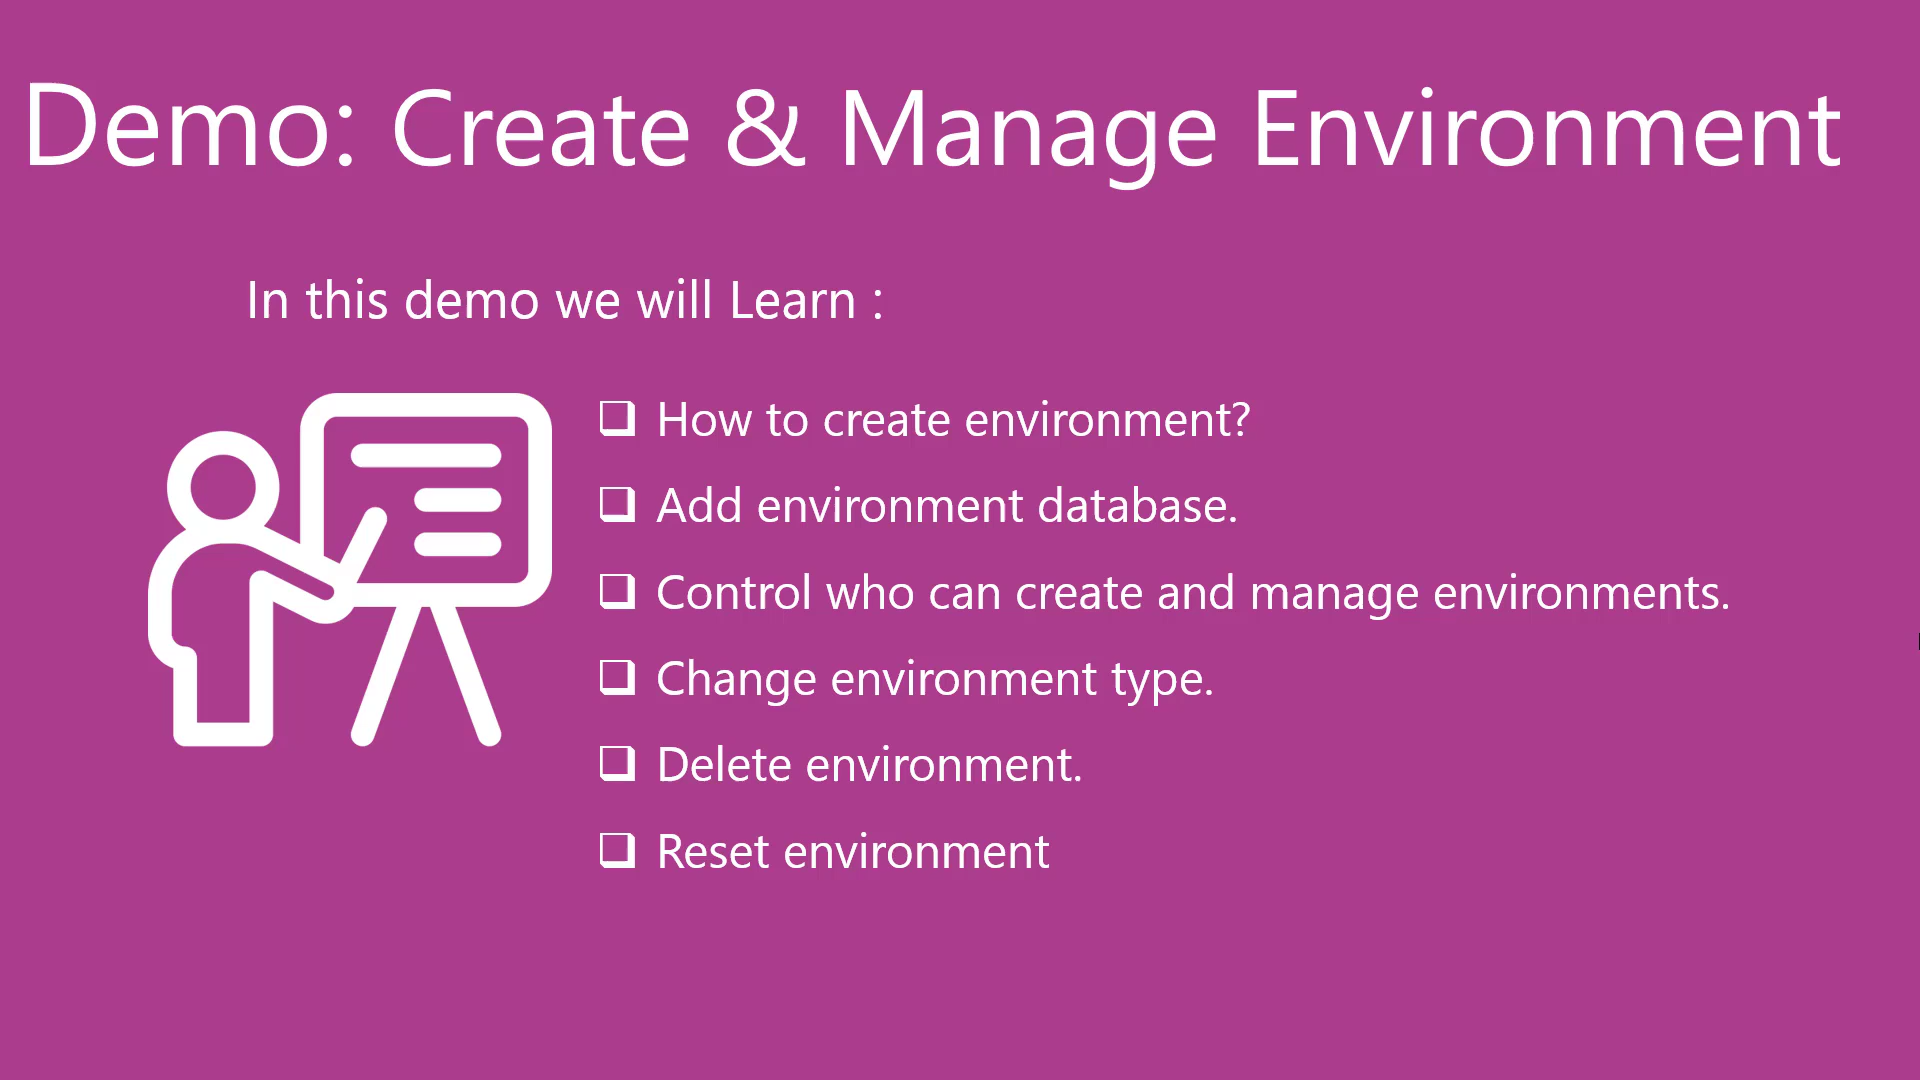 Demo: Create & Manage Environment
In this demo we will Learn :
❑ How to create environment?
❑ Add environment database.
❑ Control who can create and manage environments.
❑ Change environment type.
❑ Delete environment.
❑ Reset environment